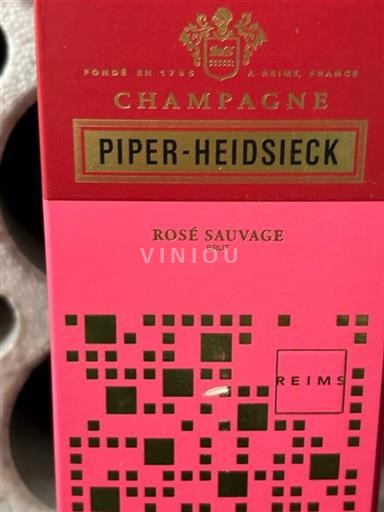 FONDÉ EN 1785 A REIMS, FRANCE
CHAMPAGNE
PIPER-HEIDSIECK
ROSÉ SAUVAGE
BRUT
VINIOU
REIMS